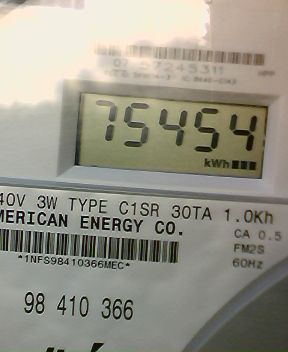 75454
kWh
40V 3W TYPE C1SR 30TA 1.0Kh
MERICAN ENERGY CO.
CA 0.5
FM2S
60Hz
*1NFS98410366MEC*
98 410 366